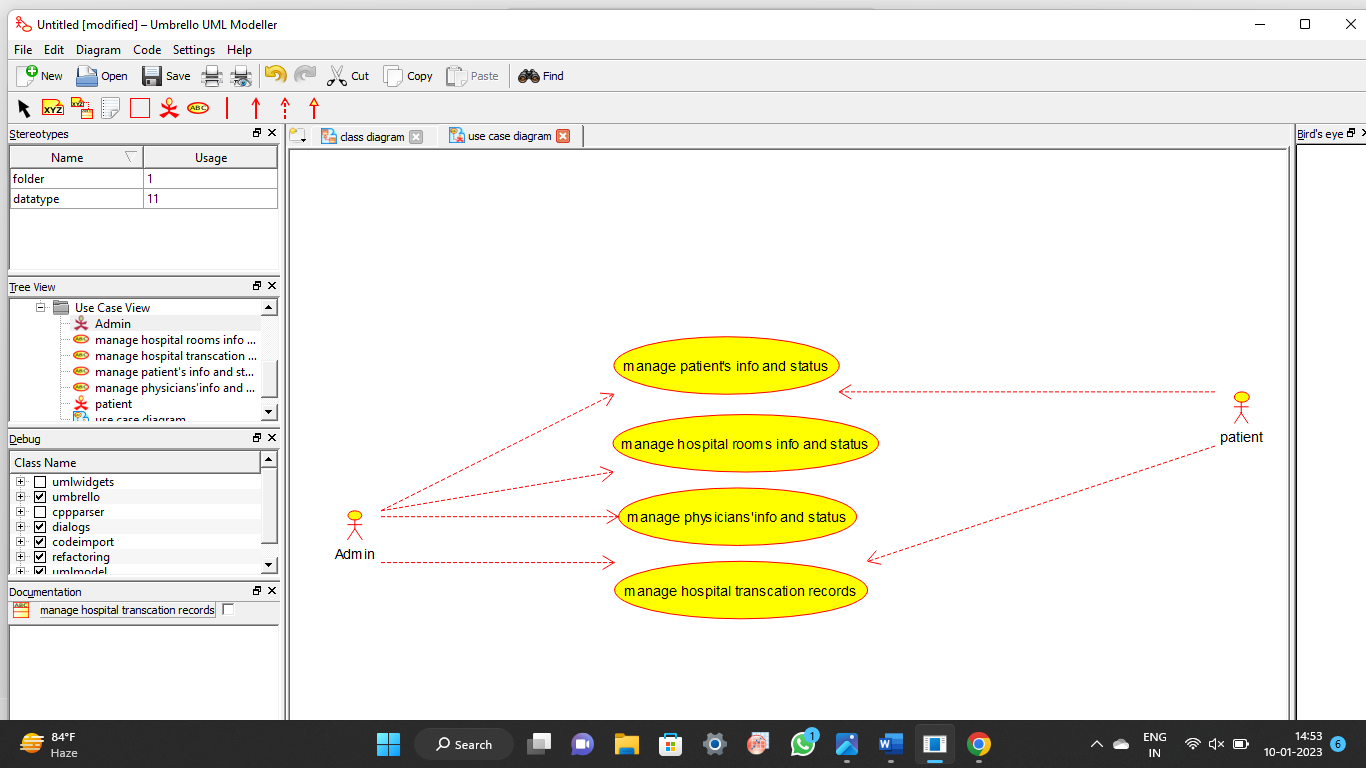 Untitled [modified] – Umbrello UML Modeller
File Edit Diagram Code Settings Help
New Open Save Cut Copy Paste Find
XYZ XYZ ABC
Stereotypes
Name Usage
folder 1
datatype 11
Tree View
Use Case View
Admin
manage hospital rooms info ...
manage hospital transcation ...
manage patient's info and st...
manage physicians'info and ...
patient
use case diagram
Debug
Class Name
umlwidgets
umbrello
cppparser
dialogs
codeimport
refactoring
umlmodel
Documentation
manage hospital transcation records
class diagram use case diagram
Bird's eye
manage patient's info and status
manage hospital rooms info and status
manage physicians'info and status
manage hospital transcation records
Admin
patient
84°F
Haze
Search
1
ENG
IN
14:53
10-01-2023
6